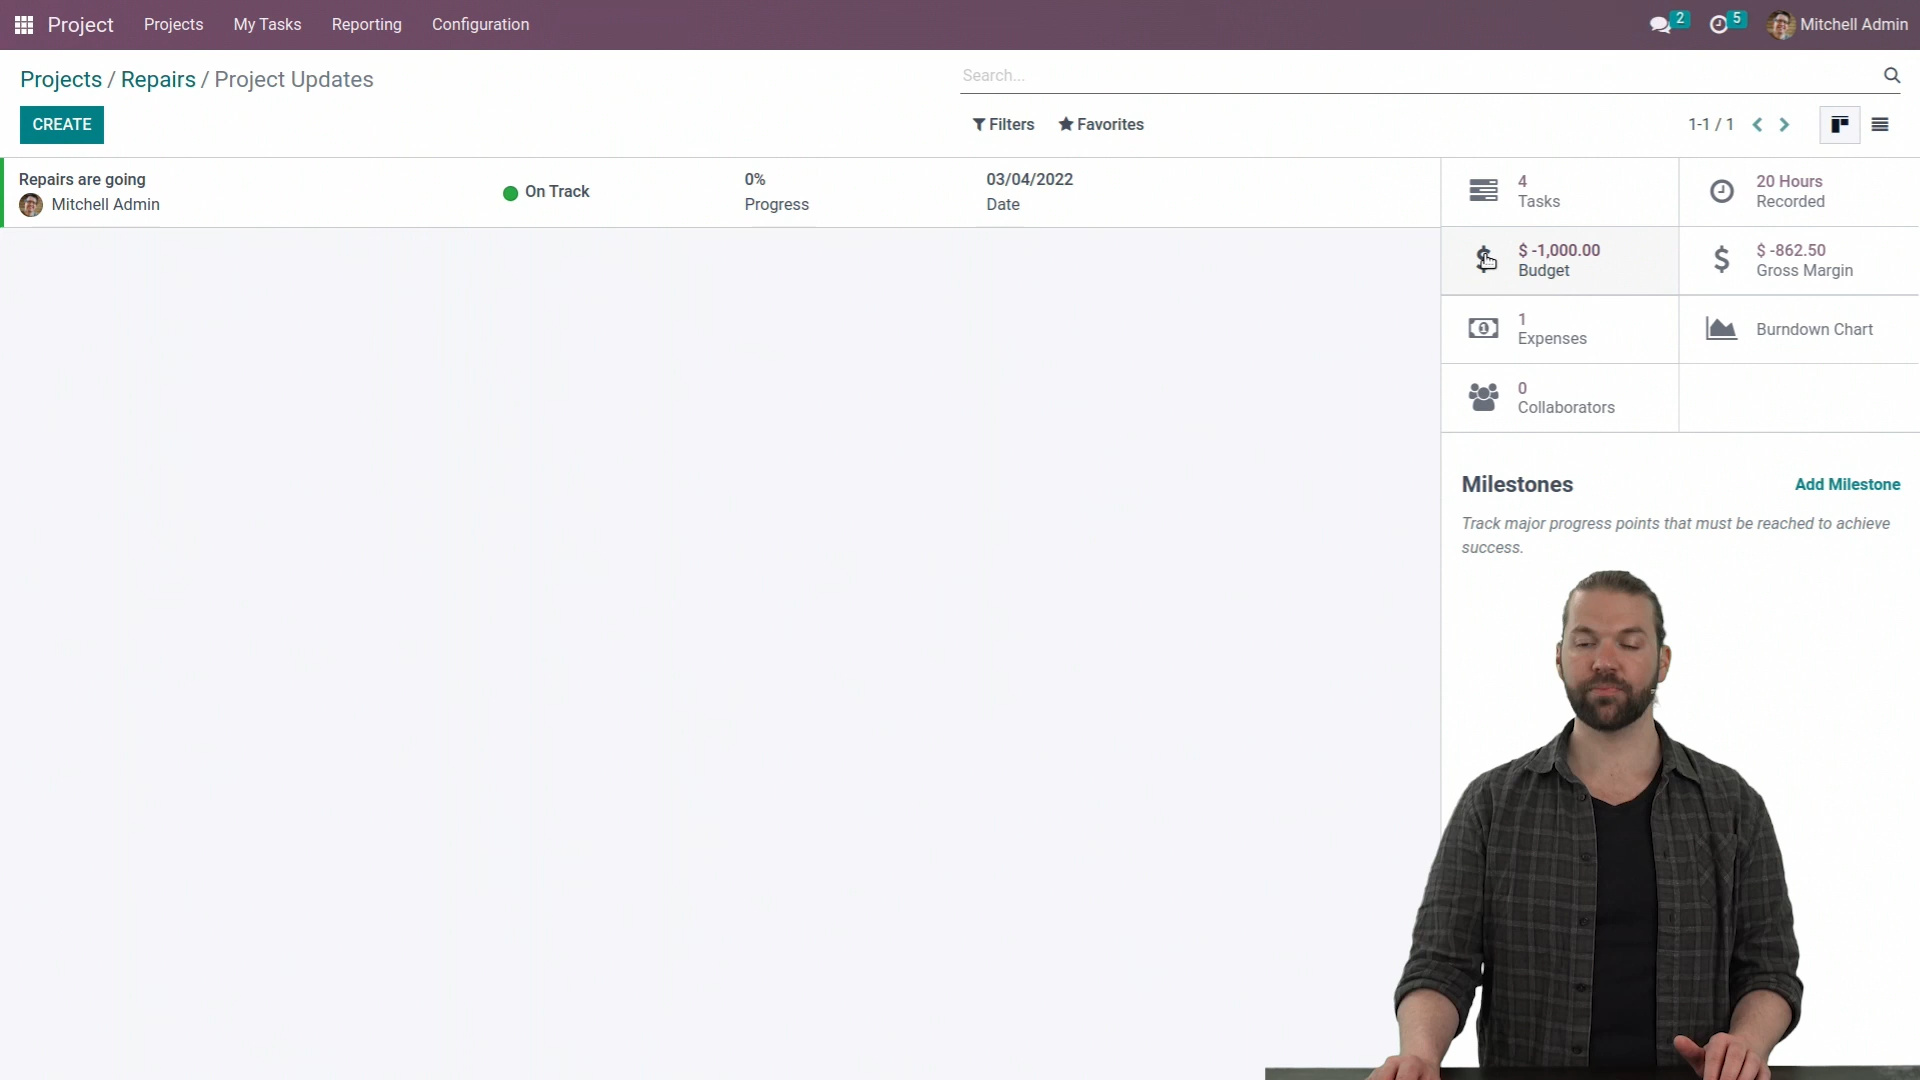 Project Projects My Tasks Reporting Configuration 2 5 Mitchell Admin
Projects / Repairs / Project Updates
Search...
CREATE
Filters Favorites 1-1 / 1
Repairs are going
Mitchell Admin
On Track
0%
Progress
03/04/2022
Date
4
Tasks
20 Hours
Recorded
$ -1,000.00
Budget
$ -862.50
Gross Margin
1
Expenses
Burndown Chart
0
Collaborators
Milestones Add Milestone
Track major progress points that must be reached to achieve
success.